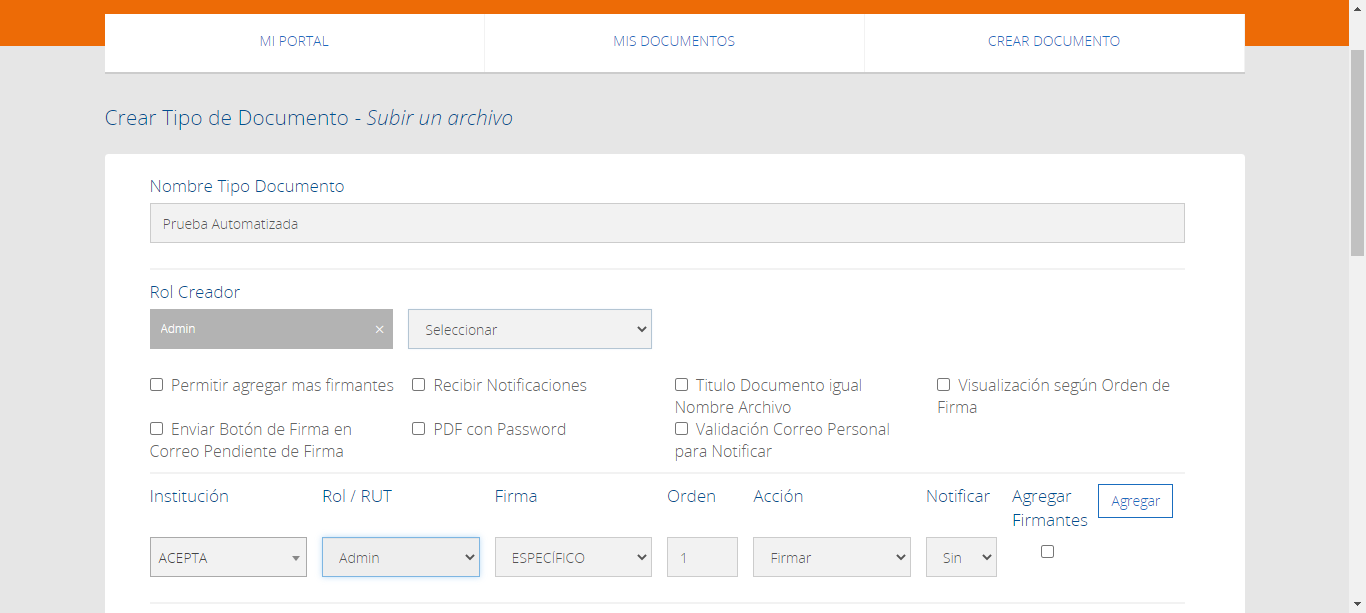 MI PORTAL
MIS DOCUMENTOS
CREAR DOCUMENTO
Crear Tipo de Documento - Subir un archivo
Nombre Tipo Documento
Prueba Automatizada
Rol Creador
Admin ×
Seleccionar
Permitir agregar mas firmantes
Recibir Notificaciones
Titulo Documento igual
Nombre Archivo
Visualización según Orden de
Firma
Enviar Botón de Firma en
Correo Pendiente de Firma
PDF con Password
Validación Correo Personal
para Notificar
Institución
Rol / RUT
Firma
Orden
Acción
Notificar
Agregar
Firmantes
Agregar
ACEPTA
Admin
ESPECÍFICO
1
Firmar
Sin